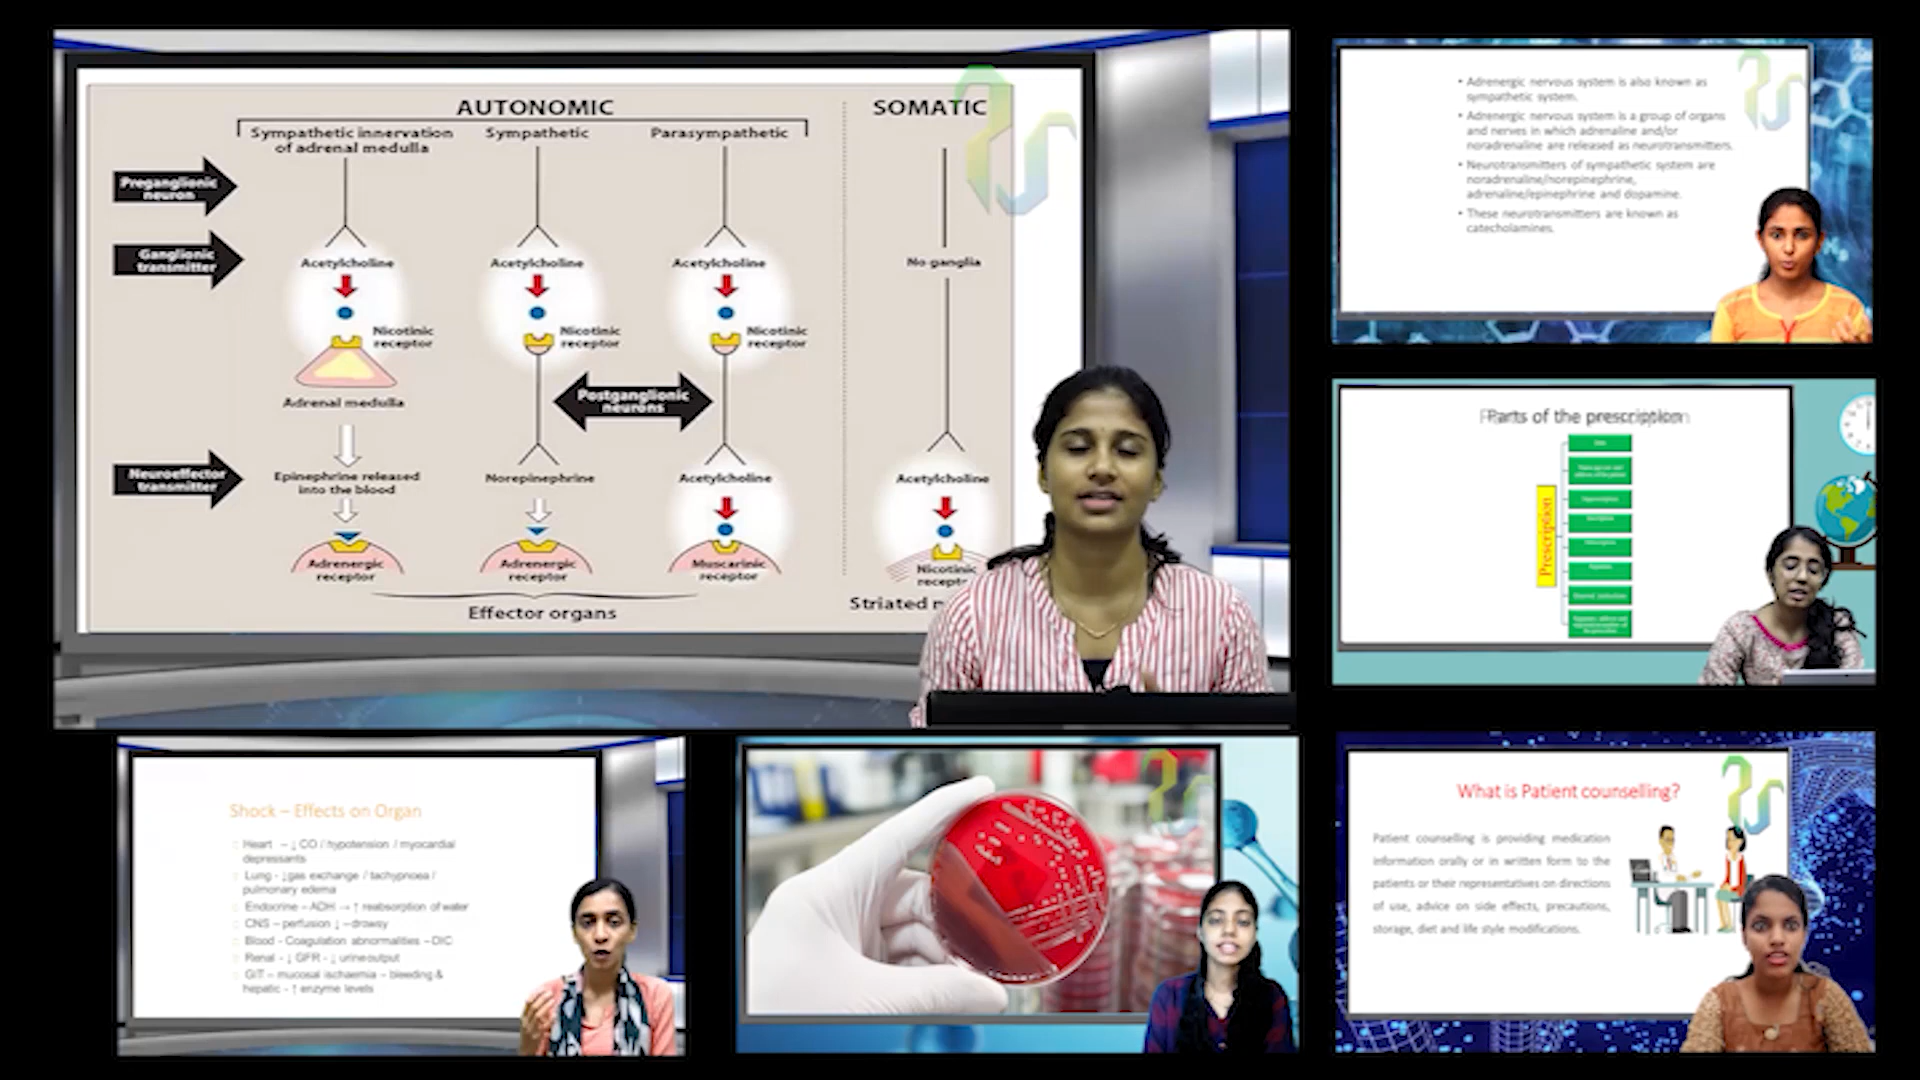 AUTONOMIC
SOMATIC
Sympathetic innervation
of adrenal medulla
Sympathetic
Parasympathetic
Preganglionic
neuron
Ganglionic
transmitter
Acetylcholine
Acetylcholine
Acetylcholine
No ganglia
Nicotinic
receptor
Nicotinic
receptor
Nicotinic
receptor
Adrenal medulla
Postganglionic
neurons
Neuroeffector
transmitter
Epinephrine released
into the blood
Norepinephrine
Acetylcholine
Acetylcholine
Adrenergic
receptor
Adrenergic
receptor
Muscarinic
receptor
Nicotinic
Effector organs
Striated
• Adrenergic nervous system is also known as
sympathetic system.
• Adrenergic nervous system is a group of organs
and nerves in which adrenaline and/or
noradrenaline are released as neurotransmitters.
• Neurotransmitters of sympathetic system are
noradrenaline/norepinephrine,
adrenaline/epinephrine and dopamine.
• These neurotransmitters are known as
catecholamines.
Parts of the prescription
Prescription
Shock – Effects on Organ
Heart – ↓ CO / hypotension / myocardial
depressants
Lung - ↓gas exchange / tachypnoea /
pulmonary edema
Endocrine – ADH → ↑ reabsorption of water
CNS – perfusion ↓ – drowsy
Blood - Coagulation abnormalities – DIC
Renal - ↓ GFR - ↓ urine output
GIT – mucosal ischaemia – bleeding &
hepatic - ↑ enzyme levels
What is Patient counselling?
Patient counselling is providing medication
information orally or in written form to the
patients or their representatives on directions
of use, advice on side effects, precautions,
storage, diet and life style modifications.